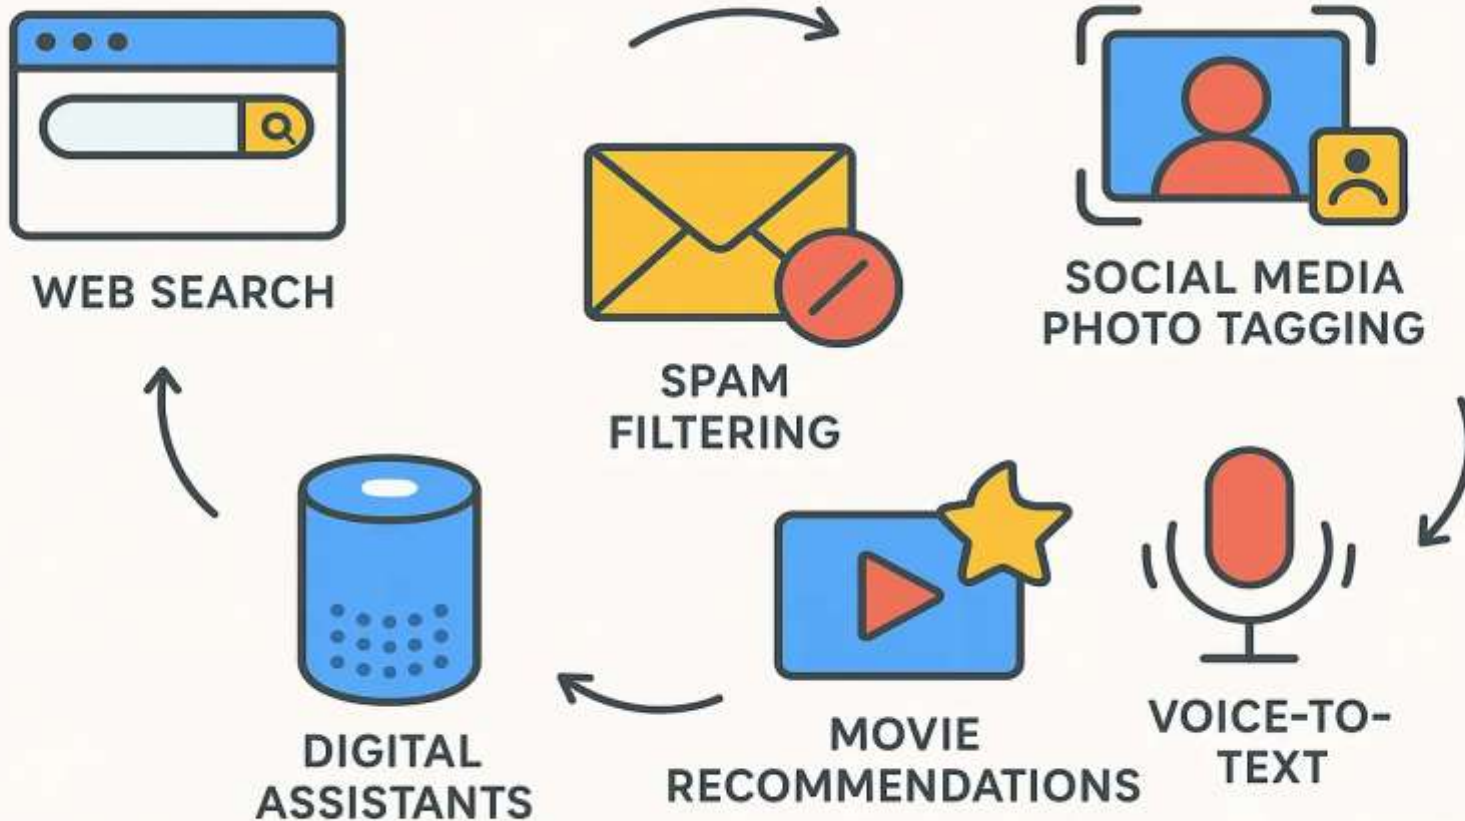 WEB SEARCH
SPAM
FILTERING
SOCIAL MEDIA
PHOTO TAGGING
DIGITAL
ASSISTANTS
MOVIE
RECOMMENDATIONS
VOICE-TO-
TEXT